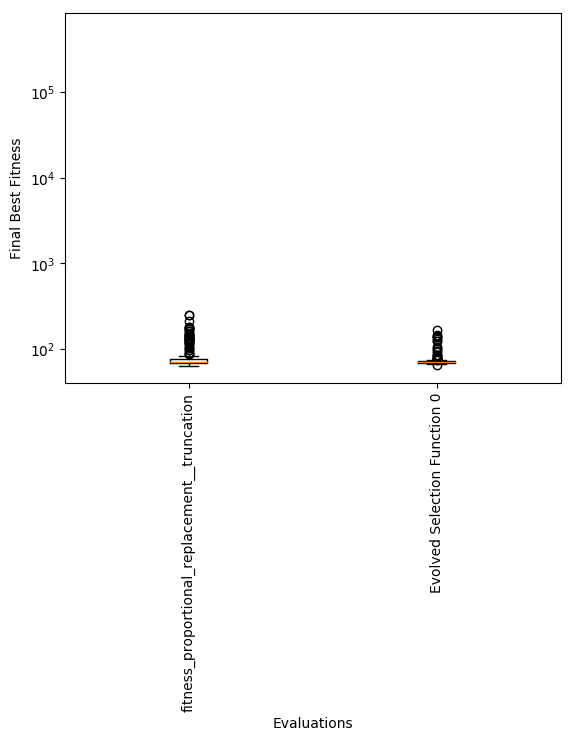 Final Best Fitness
10^5
10^4
10^3
10^2
fitness_proportional_replacement__truncation
Evolved Selection Function 0
Evaluations